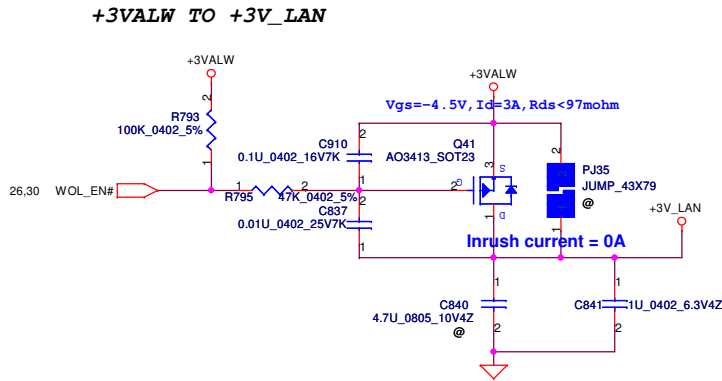 +3VALW TO +3V_LAN
+3VALW
+3VALW
Vgs=-4.5V,Id=3A,Rds<97mohm
2
R793
100K_0402_5%
1
C910
0.1U_0402_16V7K
2
1
Q41
AO3413_SOT23
3
S
G
2
D
1
PJ35
JUMP_43X79
@
2
2
1
1
26,30
WOL_EN#
1
R795
47K_0402_5%
2
C837
0.01U_0402_25V7K
2
1
+3V_LAN
Inrush current = 0A
1
C840
4.7U_0805_10V4Z
@
2
1
C841
1U_0402_6.3V4Z
2